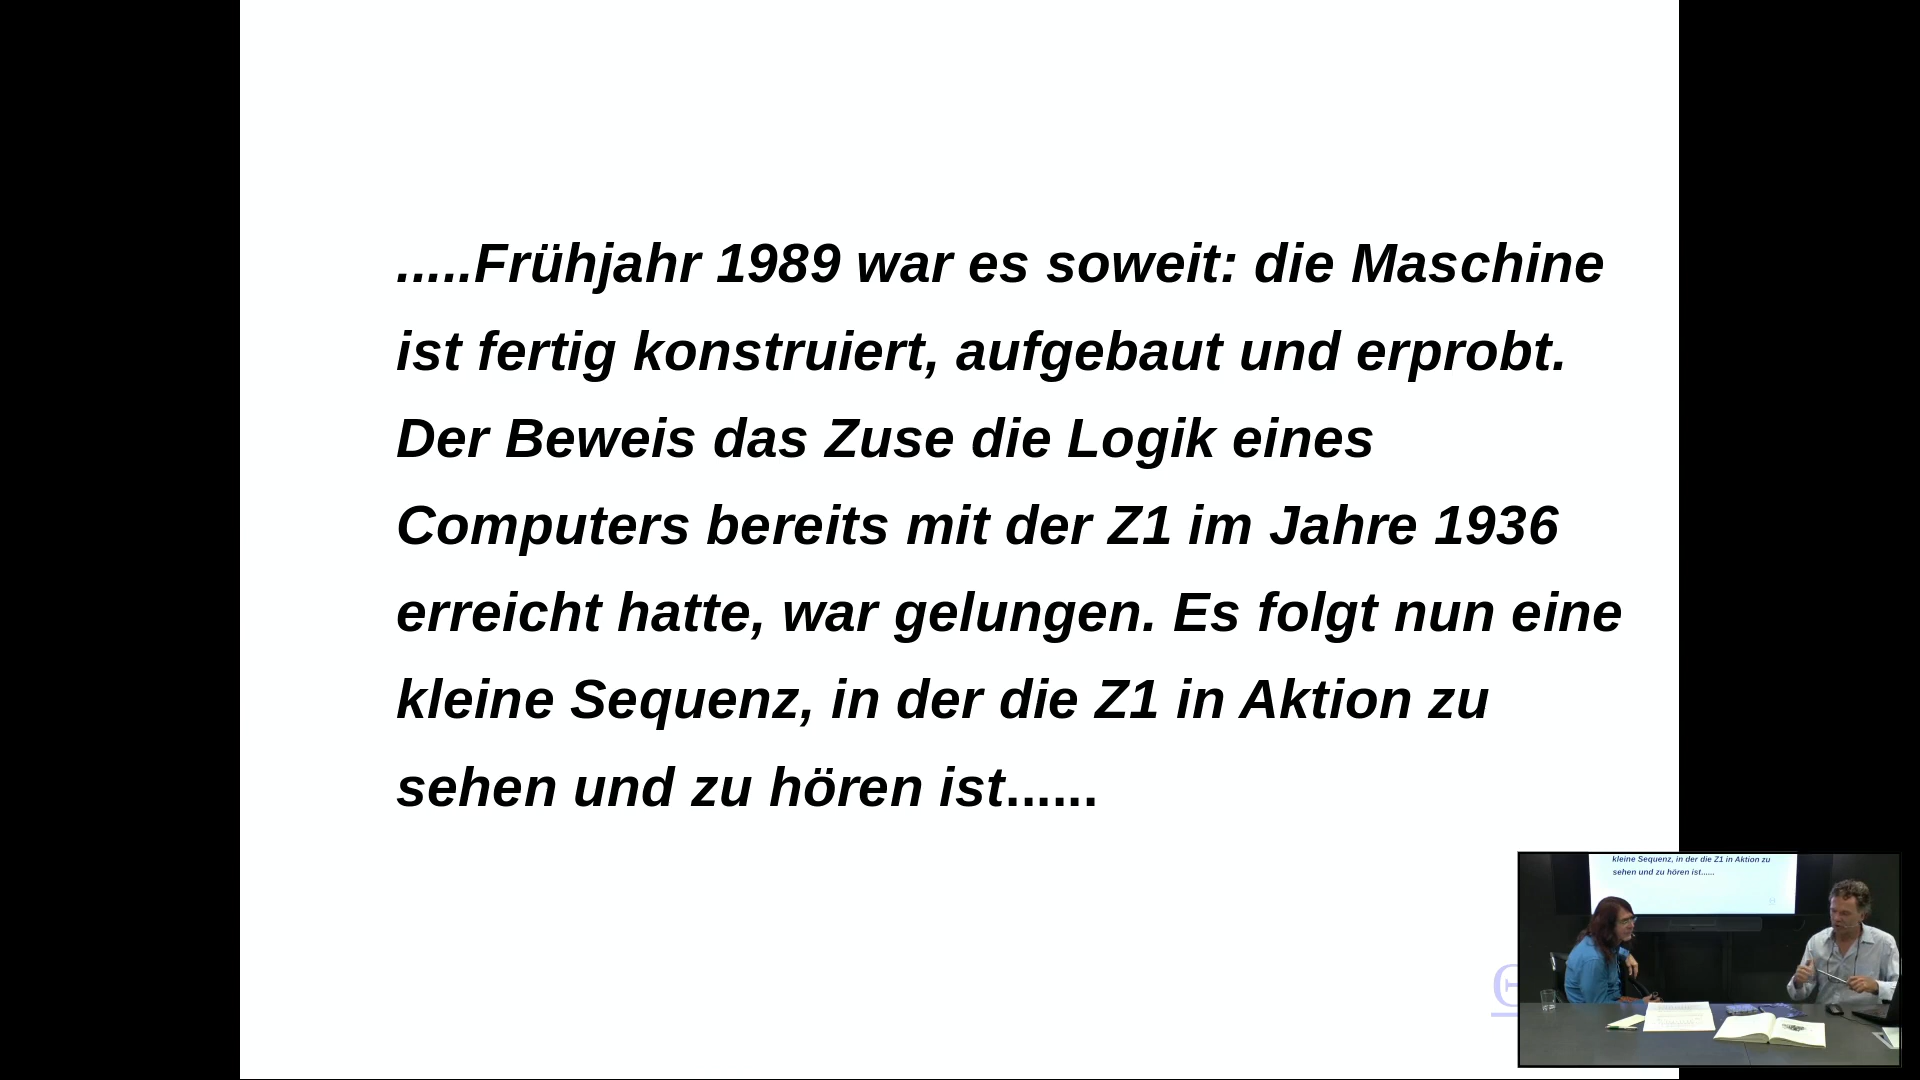 .....Frühjahr 1989 war es soweit: die Maschine
ist fertig konstruiert, aufgebaut und erprobt.
Der Beweis das Zuse die Logik eines
Computers bereits mit der Z1 im Jahre 1936
erreicht hatte, war gelungen. Es folgt nun eine
kleine Sequenz, in der die Z1 in Aktion zu
sehen und zu hören ist......
kleine Sequenz, in der die Z1 in Aktion zu
sehen und zu hören ist......